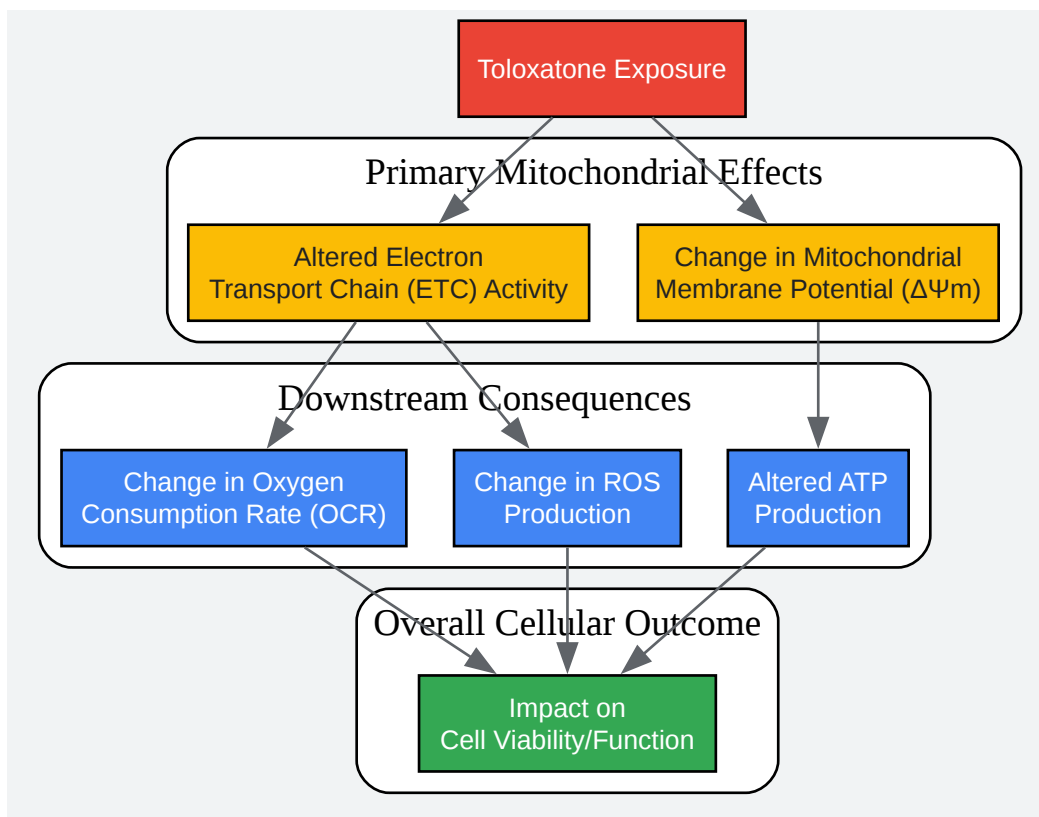 Toloxatone Exposure
Primary Mitochondrial Effects
Altered Electron
Transport Chain (ETC) Activity
Change in Mitochondrial
Membrane Potential (ΔΨm)
Downstream Consequences
Change in Oxygen
Consumption Rate (OCR)
Change in ROS
Production
Altered ATP
Production
Overall Cellular Outcome
Impact on
Cell Viability/Function